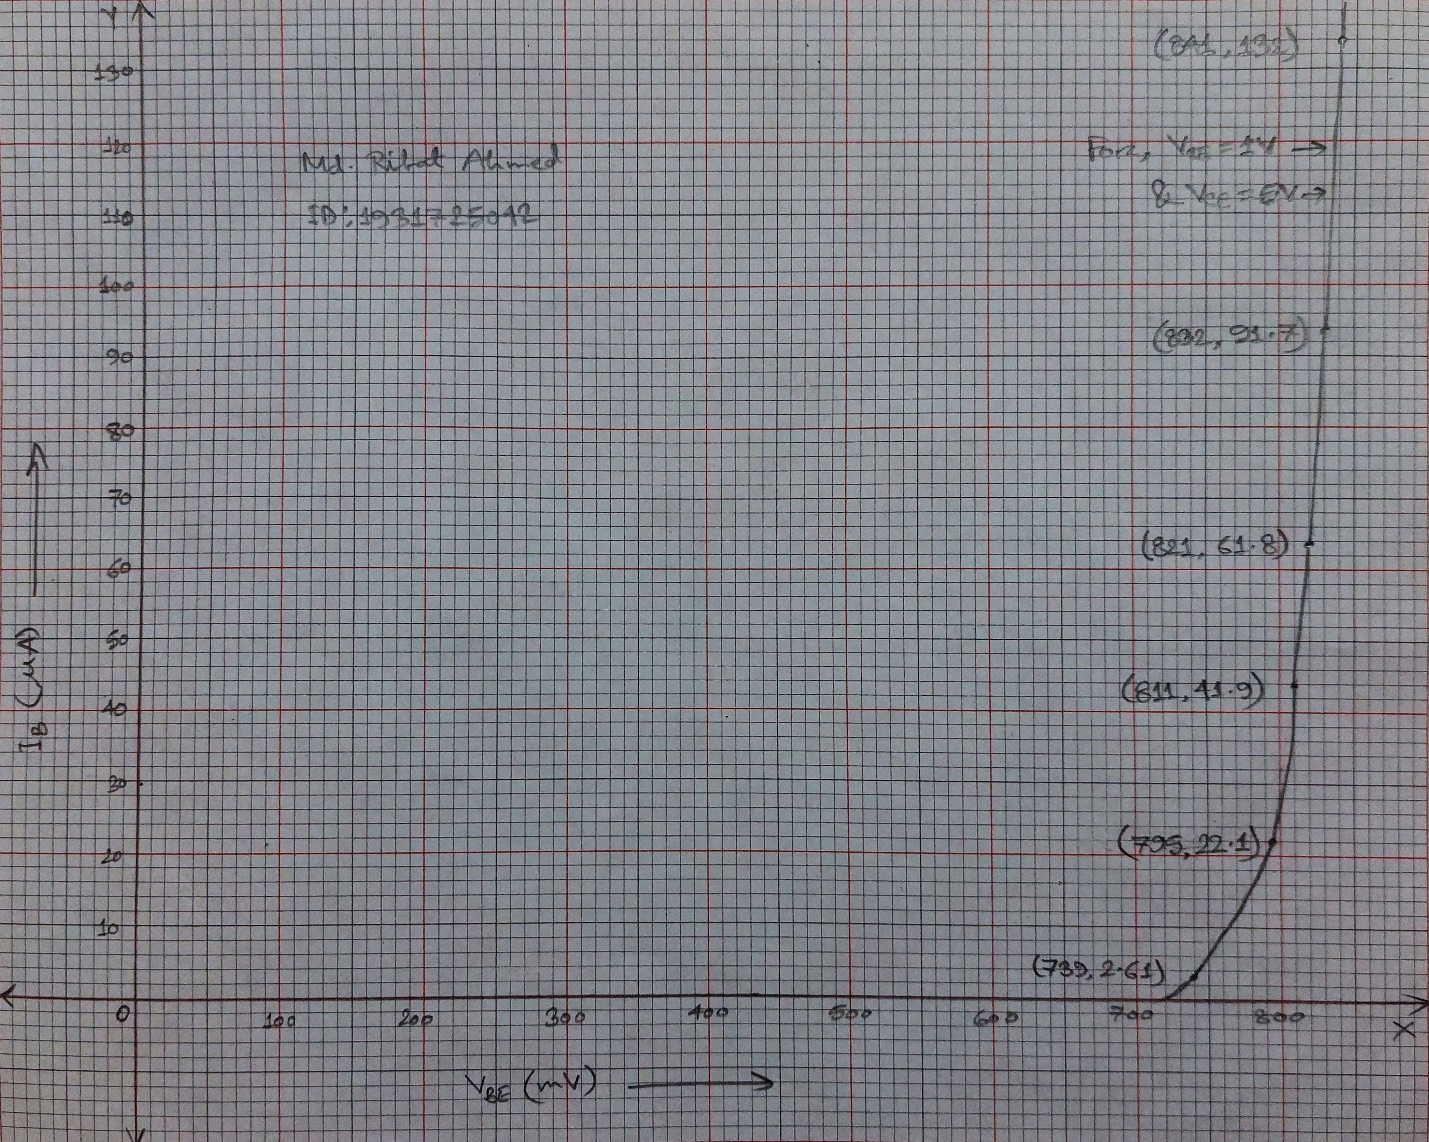 Y
(841, 132)
130
120
Md. Rihat Ahmed
For, VCE = 1V →
& VCE = 5V →
110
ID: 1931725042
100
(832, 91.7)
90
80
70
(821, 61.8)
60
50
(811, 41.9)
40
IB (μA)
30
(795, 22.1)
20
10
(739, 2.61)
0 100 200 300 400 500 600 700 800 X
VBE (mV)